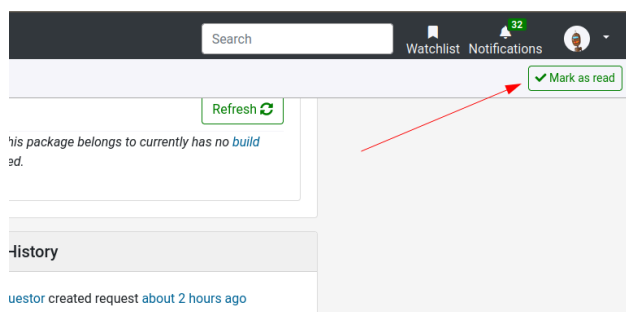 32
Search
Watchlist Notifications
Mark as read
Refresh
his package belongs to currently has no build
ed.
History
uestor created request about 2 hours ago